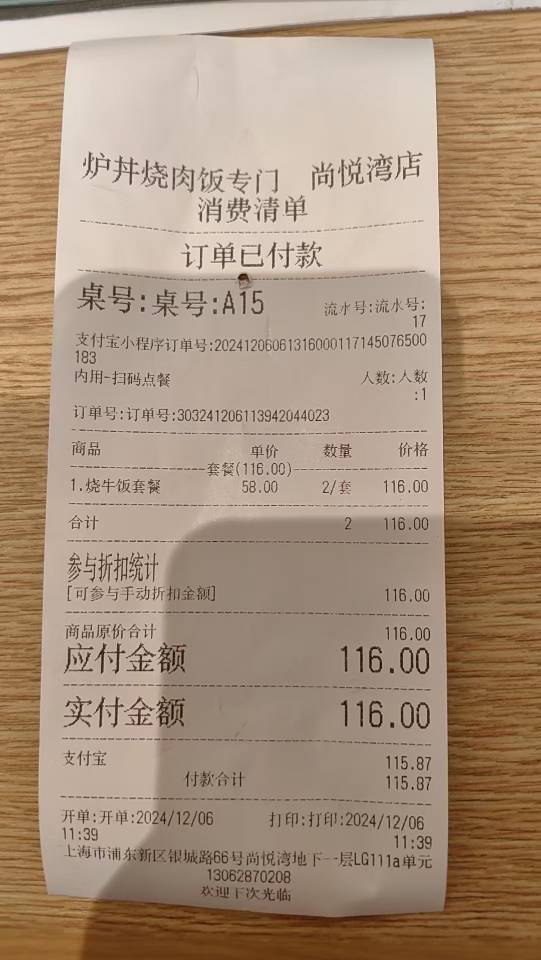 炉丼烧肉饭专门 尚悦湾店
消费清单
订单已付款
桌号:桌号:A15 流水号:流水号:
17
支付宝小程序订单号:20241206061316000117145076500
183
内用-扫码点餐 人数:人数
:1
订单号:订单号:303241206113942044023
商品 单价 数量 价格
套餐(116.00)
1.烧牛饭套餐 58.00 2/套 116.00
合计 2 116.00
参与折扣统计
[可参与手动折扣金额] 116.00
商品原价合计 116.00
应付金额 116.00
实付金额 116.00
支付宝 115.87
付款合计 115.87
开单:开单:2024/12/06 打印:打印:2024/12/06
11:39 11:39
上海市浦东新区银城路66号尚悦湾地下一层LG111a单元
13062870208
欢迎下次光临